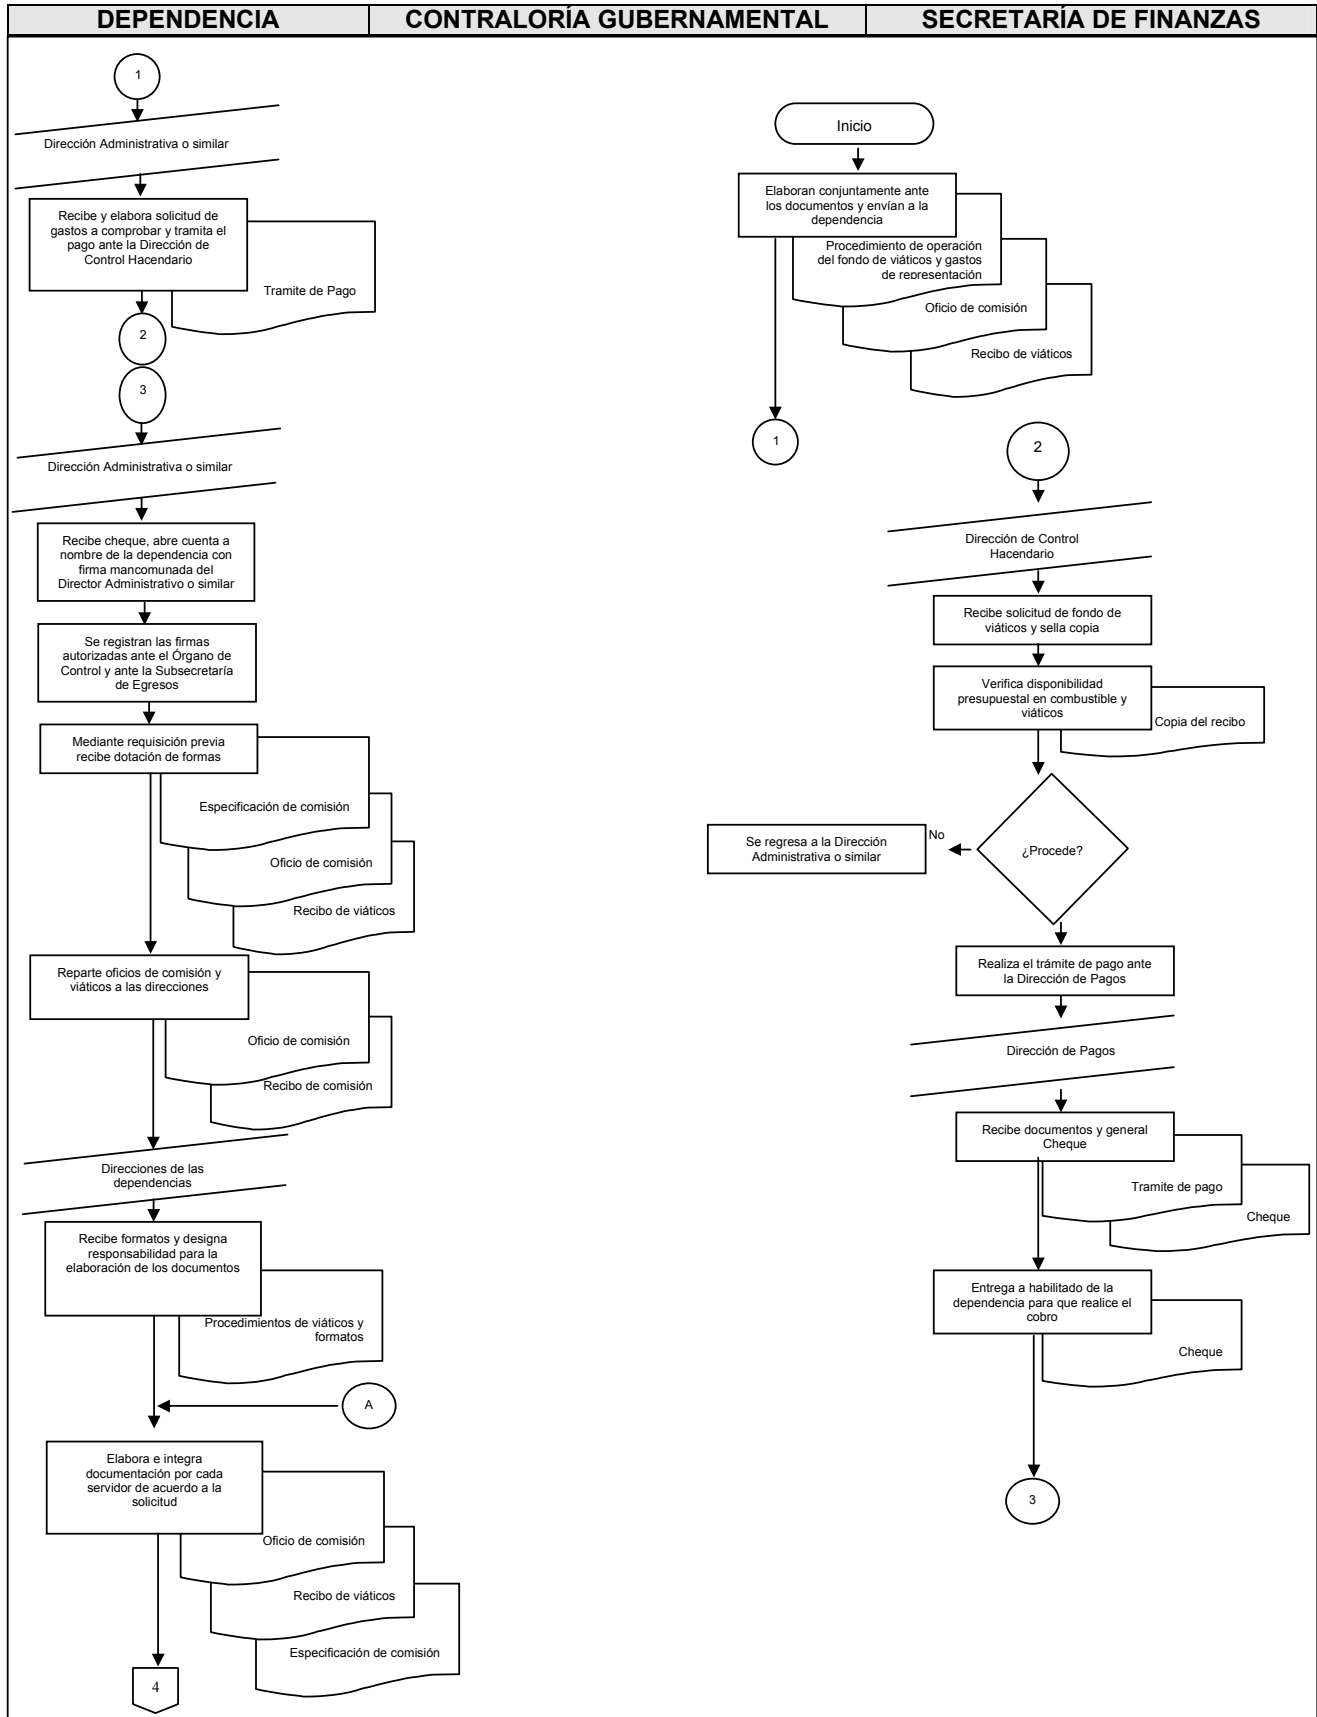 DEPENDENCIA
CONTRALORÍA GUBERNAMENTAL
SECRETARÍA DE FINANZAS
1
Dirección Administrativa o similar
Recibe y elabora solicitud de
gastos a comprobar y tramita el
pago ante la Dirección de
Control Hacendario
Tramite de Pago
2
3
Dirección Administrativa o similar
Recibe cheque, abre cuenta a
nombre de la dependencia con
firma mancomunada del
Director Administrativo o similar
Se registran las firmas
autorizadas ante el Órgano de
Control y ante la Subsecretaría
de Egresos
Mediante requisición previa
recibe dotación de formas
Especificación de comisión
Oficio de comisión
Recibo de viáticos
Reparte oficios de comisión y
viáticos a las direcciones
Oficio de comisión
Recibo de comisión
Direciones de las
dependencias
Recibe formatos y designa
responsabilidad para la
elaboración de los documentos
Procedimientos de viáticos y
formatos
A
Elabora e integra
documentación por cada
servidor de acuerdo a la
solicitud
Oficio de comisión
Recibo de viáticos
Especificación de comisión
4
Inicio
Elaboran conjuntamente ante
los documentos y envían a la
dependencia
Procedimiento de operación
del fondo de viáticos y gastos
de representación
Oficio de comisión
Recibo de viáticos
1
2
Dirección de Control
Hacendario
Recibe solicitud de fondo de
viáticos y sella copia
Verifica disponibilidad
presupuestal en combustible y
viáticos
Copia del recibo
¿Procede?
No
Se regresa a la Dirección
Administrativa o similar
Realiza el trámite de pago ante
la Dirección de Pagos
Dirección de Pagos
Recibe documentos y general
Cheque
Tramite de pago
Cheque
Entrega a habilitado de la
dependencia para que realice el
cobro
Cheque
3